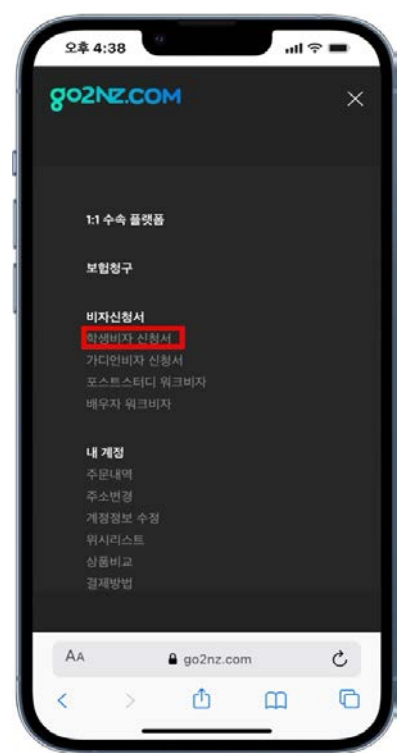 오후 4:38
go2NZ.COM
1:1 수속 플랫폼
보험청구
비자신청서
학생비자 신청서
가디언비자 신청서
포스트스터디 워크비자
배우자 워크비자
내 계정
주문내역
주소변경
계정정보 수정
위시리스트
상품비교
결제방법
AA
go2nz.com